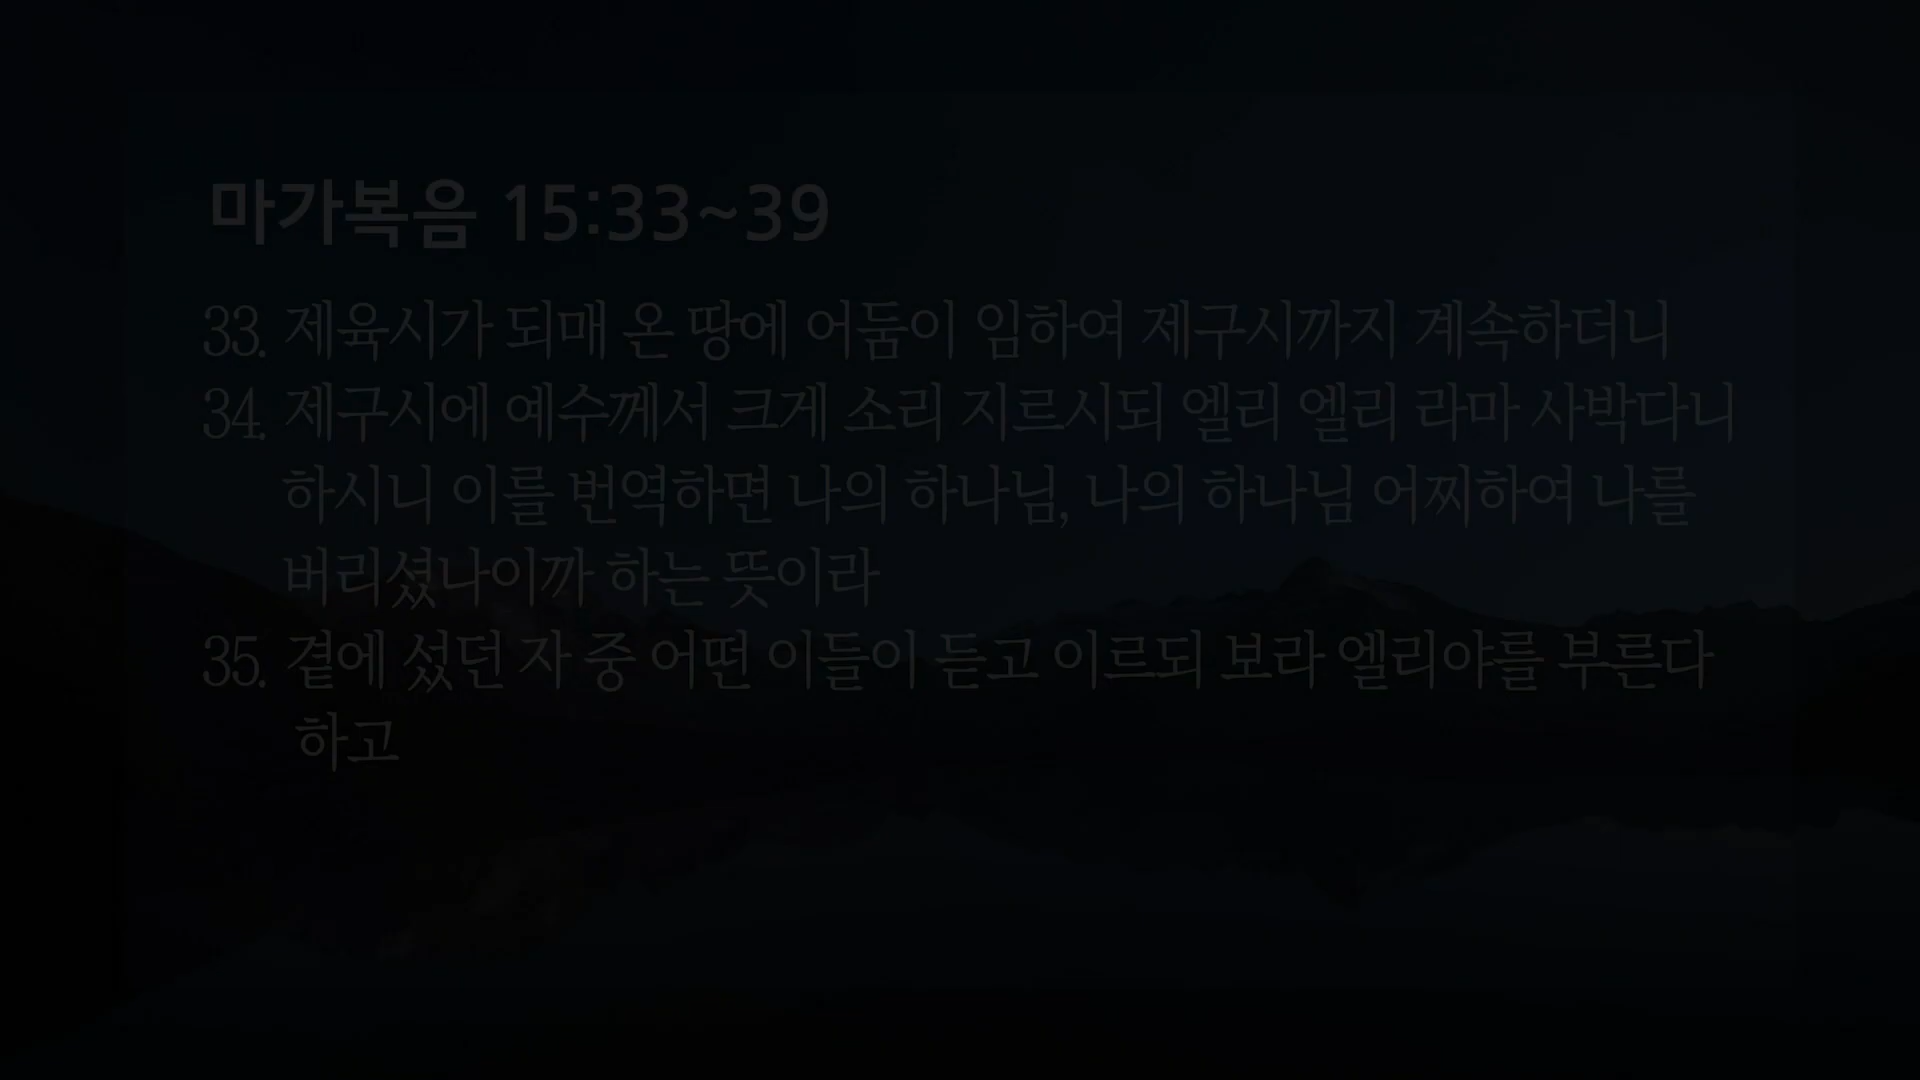 마가복음 15:33~39
33. 제육시가 되매 온 땅에 어둠이 임하여 제구시까지 계속하더니
34. 제구시에 예수께서 크게 소리 지르시되 엘리 엘리 라마 사박다니
하시니 이를 번역하면 나의 하나님, 나의 하나님 어찌하여 나를
버리셨나이까 하는 뜻이라
35. 곁에 섰던 자 중 어떤 이들이 듣고 이르되 보라 엘리야를 부른다
하고